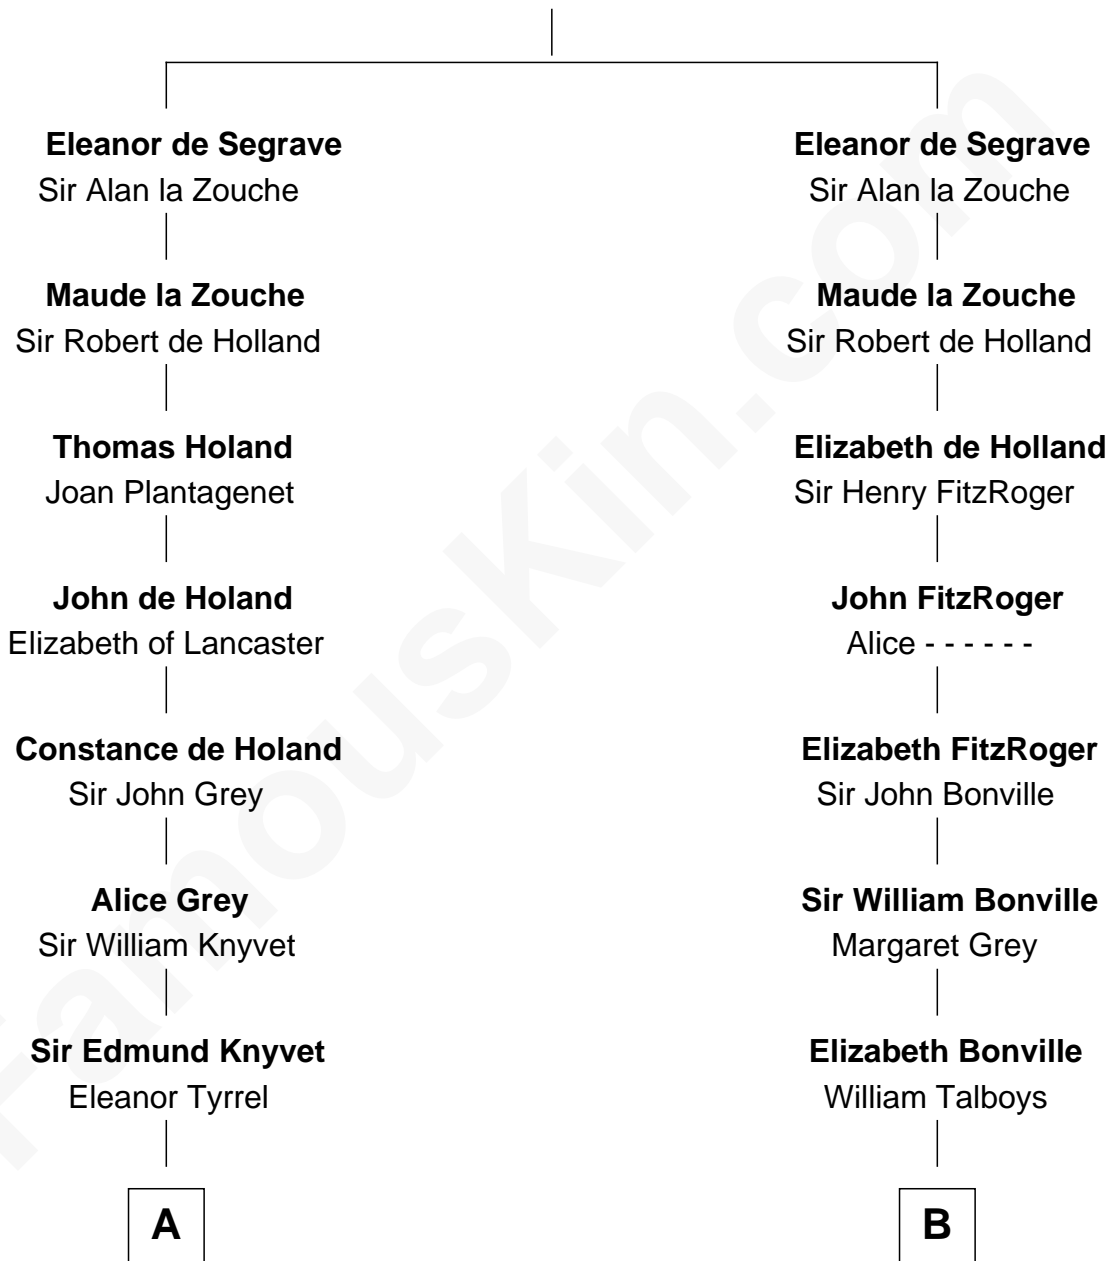 Eleanor de Segrave
Sir Alan la Zouche
Maude la Zouche
Sir Robert de Holland
Thomas Holand
Joan Plantagenet
John de Holand
Elizabeth of Lancaster
Constance de Holand
Sir John Grey
Alice Grey
Sir William Knyvet
Sir Edmund Knyvet
Eleanor Tyrrel
A
Eleanor de Segrave
Sir Alan la Zouche
Maude la Zouche
Sir Robert de Holland
Elizabeth de Holland
Sir Henry FitzRoger
John FitzRoger
Alice - - - - - -
Elizabeth FitzRoger
Sir John Bonville
Sir William Bonville
Margaret Grey
Elizabeth Bonville
William Talboys
B
FamousKin.com